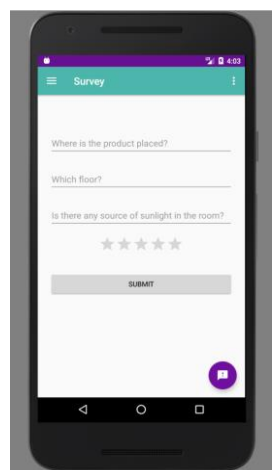 4:03
Survey
Where is the product placed?
Which floor?
Is there any source of sunlight in the room?
SUBMIT